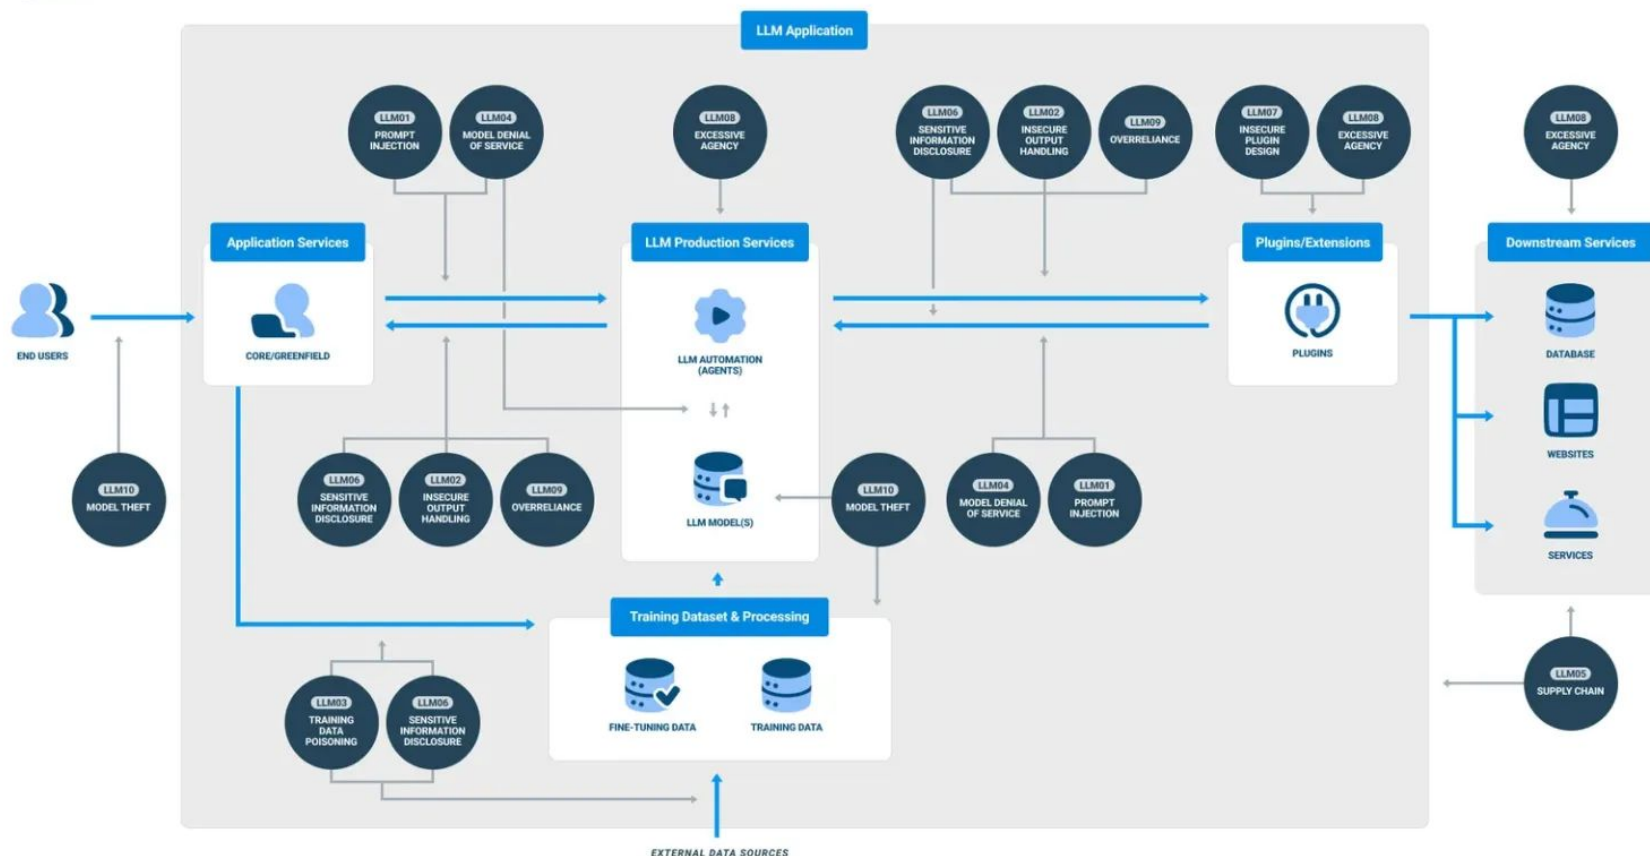 LLM Application
LLM01
PROMPT
INJECTION
LLM04
MODEL DENIAL
OF SERVICE
LLM08
EXCESSIVE
AGENCY
LLM06
SENSITIVE
INFORMATION
DISCLOSURE
LLM02
INSECURE
OUTPUT
HANDLING
LLM09
OVERRELIANCE
LLM07
INSECURE
PLUGIN
DESIGN
LLM08
EXCESSIVE
AGENCY
LLM08
EXCESSIVE
AGENCY
Application Services
LLM Production Services
Plugins/Extensions
Downstream Services
END USERS
CORE/GREENFIELD
LLM AUTOMATION
(AGENTS)
PLUGINS
DATABASE
WEBSITES
LLM10
MODEL THEFT
LLM06
SENSITIVE
INFORMATION
DISCLOSURE
LLM02
INSECURE
OUTPUT
HANDLING
LLM09
OVERRELIANCE
LLM MODEL(S)
LLM10
MODEL THEFT
LLM04
MODEL DENIAL
OF SERVICE
LLM01
PROMPT
INJECTION
SERVICES
Training Dataset & Processing
LLM03
TRAINING
DATA
POISONING
LLM06
SENSITIVE
INFORMATION
DISCLOSURE
FINE-TUNING DATA
TRAINING DATA
LLM05
SUPPLY CHAIN
EXTERNAL DATA SOURCES